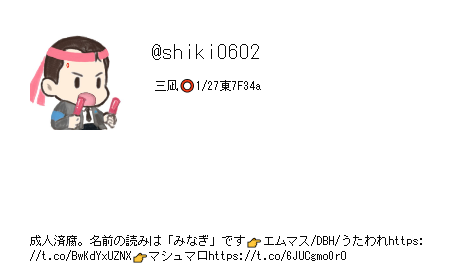 @shiki0602
三凪⭕1/27東7F34a
成人済腐。名前の読みは「みなぎ」です👉エムマス/DBH/うたわれhttps:
//t.co/BwKdYxUZNX👉マシュマロhttps://t.co/6JUCgmo0rO